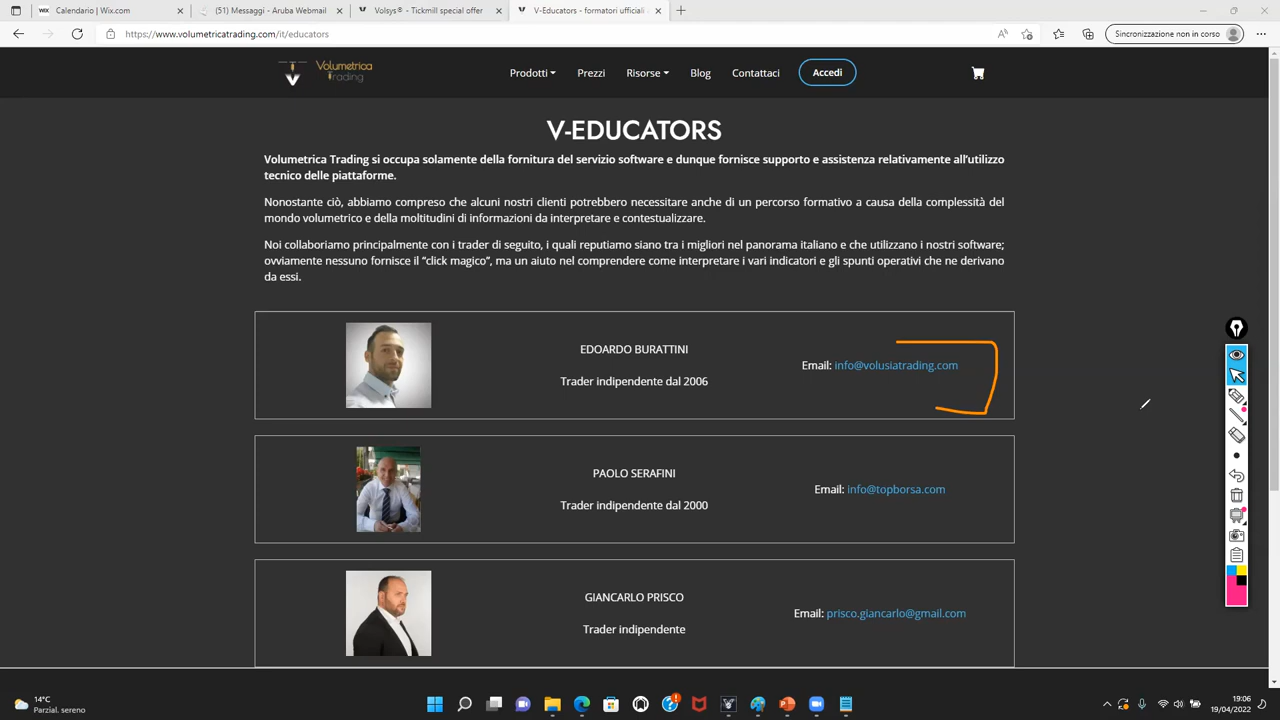 Calendario | Wix.com
(51) Messaggi - Aruba Webmail
Volsys® - Tickmill special offer
V-Educators - formatori ufficiali
https://www.volumetricatrading.com/it/educators
Sincronizzazione non in corso
Volumetrica
Trading
Prodotti
Prezzi
Risorse
Blog
Contattaci
Accedi
V-EDUCATORS
Volumetrica Trading si occupa solamente della fornitura del servizio software e dunque fornisce supporto e assistenza relativamente all'utilizzo
tecnico delle piattaforme.
Nonostante ciò, abbiamo compreso che alcuni nostri clienti potrebbero necessitare anche di un percorso formativo a causa della complessità del
mondo volumetrico e della moltitudini di informazioni da interpretare e contestualizzare.
Noi collaboriamo principalmente con i trader di seguito, i quali reputiamo siano tra i migliori nel panorama italiano e che utilizzano i nostri software;
ovviamente nessuno fornisce il "click magico", ma un aiuto nel comprendere come interpretare i vari indicatori e gli spunti operativi che ne derivano
da essi.
EDOARDO BURATTINI
Trader indipendente dal 2006
Email: info@volusiatrading.com
PAOLO SERAFINI
Trader indipendente dal 2000
Email: info@topborsa.com
GIANCARLO PRISCO
Trader indipendente
Email: prisco.giancarlo@gmail.com
14°C
Parzial. sereno
19:06
19/04/2022